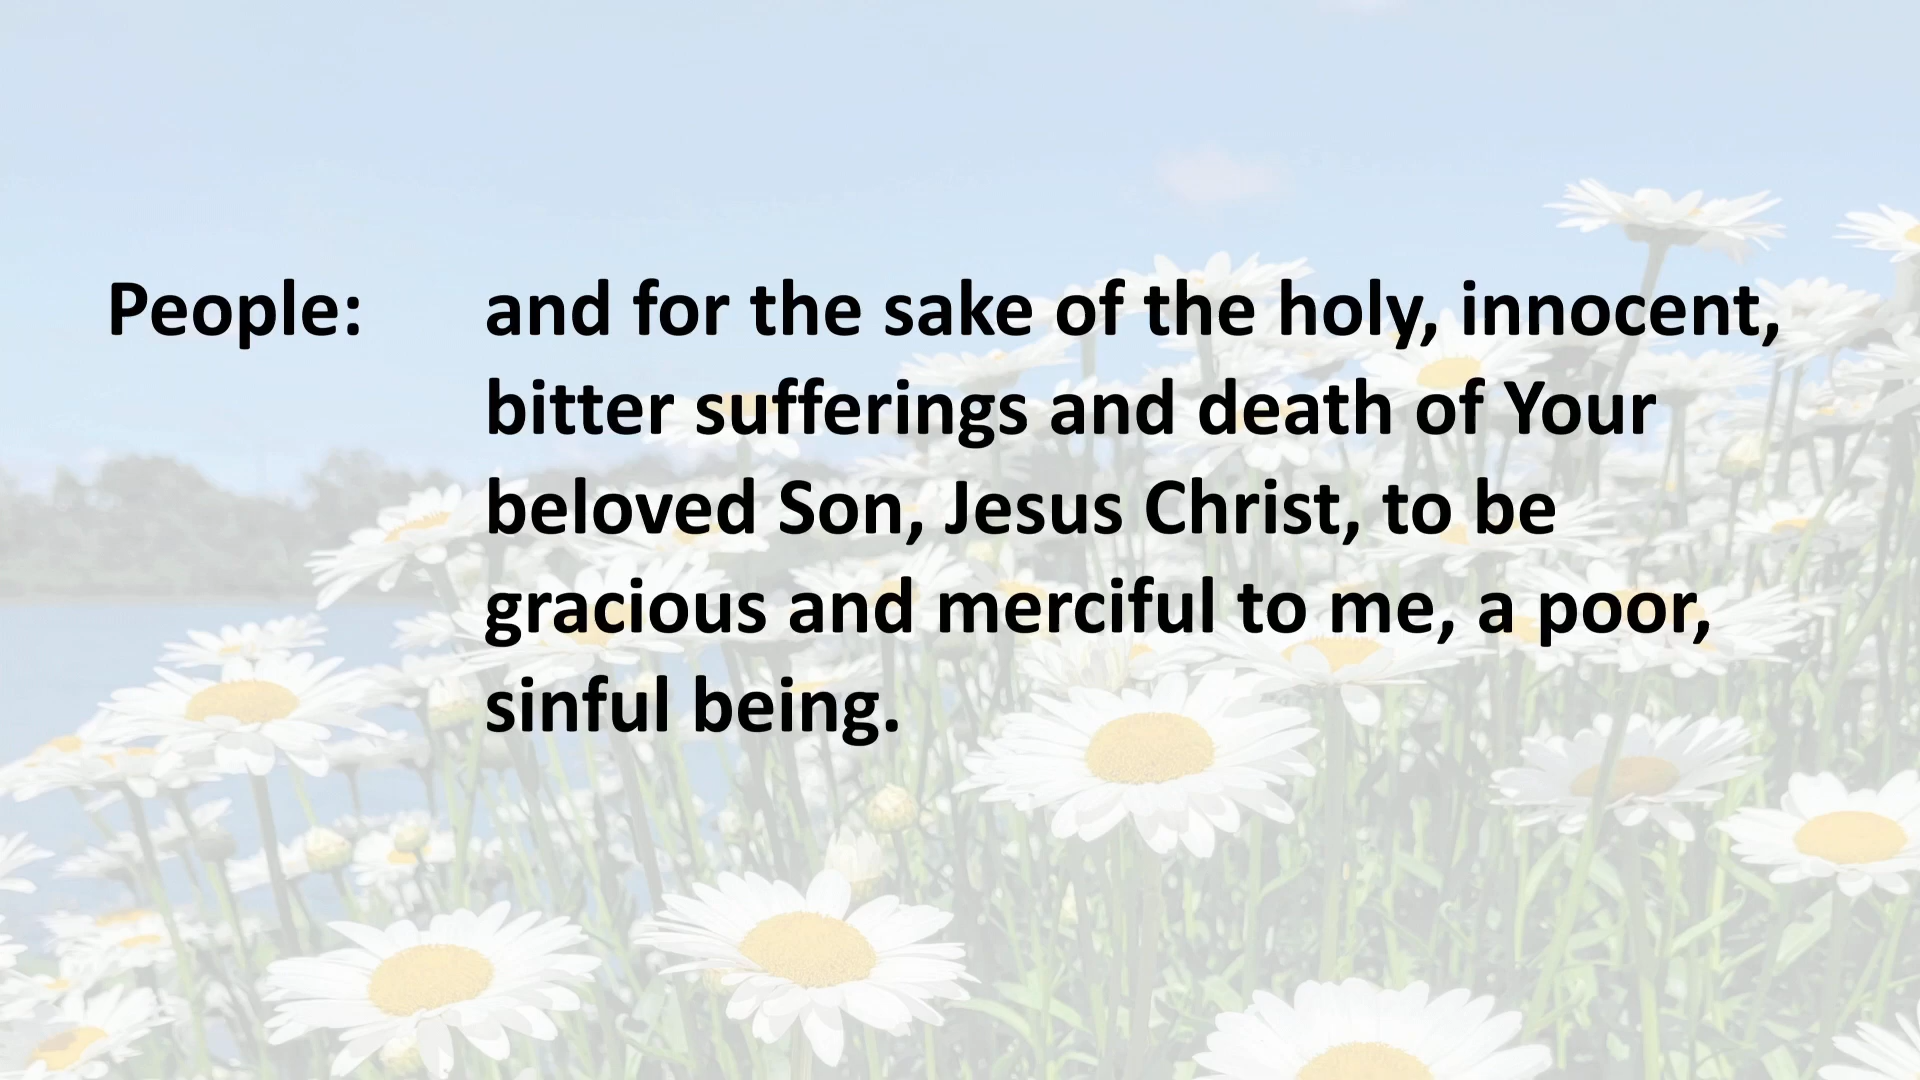 People: and for the sake of the holy, innocent,
bitter sufferings and death of Your
beloved Son, Jesus Christ, to be
gracious and merciful to me, a poor,
sinful being.